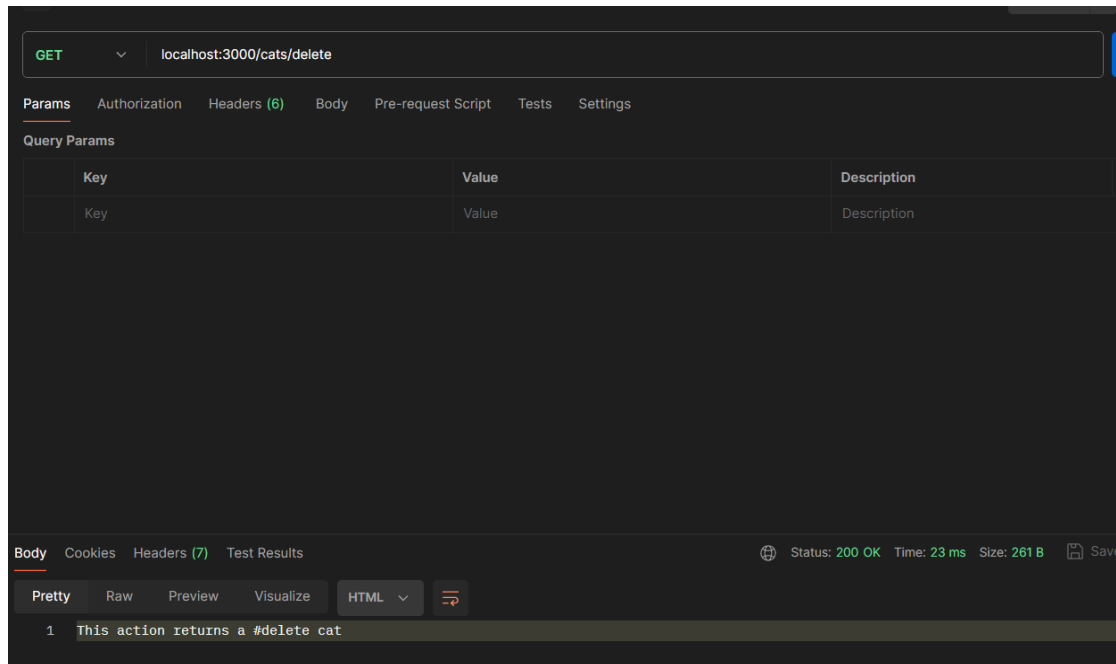 GET localhost:3000/cats/delete
Params Authorization Headers (6) Body Pre-request Script Tests Settings
Query Params
Key Value Description
Key Value Description
Body Cookies Headers (7) Test Results Status: 200 OK Time: 23 ms Size: 261 B Save
Pretty Raw Preview Visualize HTML
1 This action returns a #delete cat